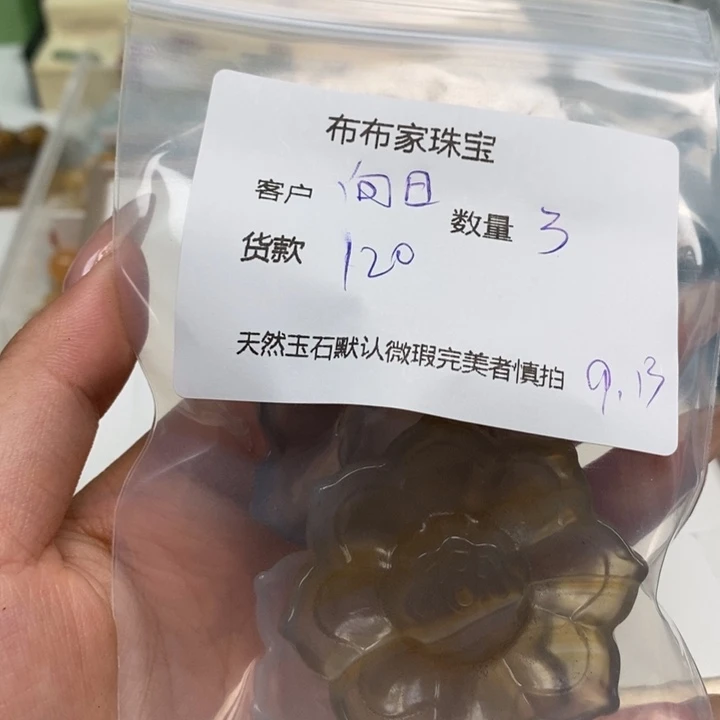 布布家珠宝
客户 向日 数量 3
货款 120
天然玉石默认微瑕完美者慎拍 9.13